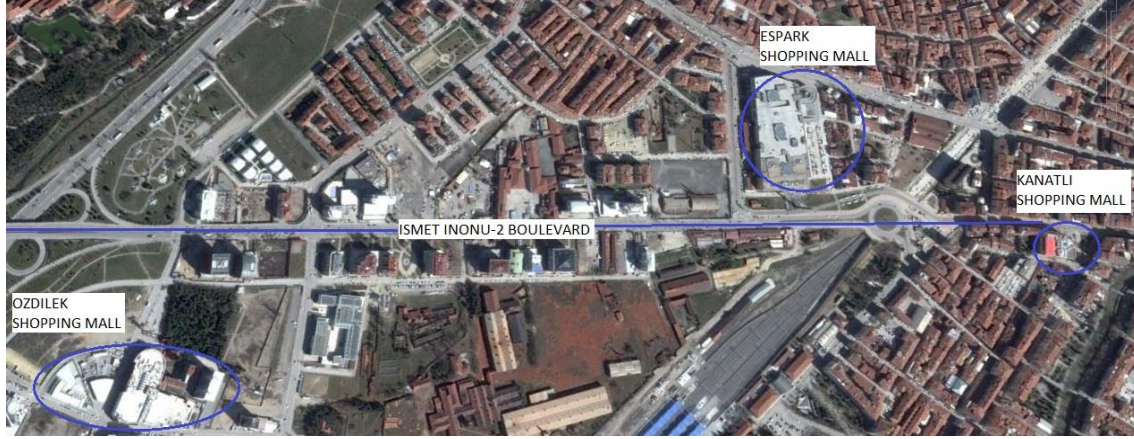 ESPARK
SHOPPING MALL
KANATLI
SHOPPING MALL
ISMET INONU-2 BOULEVARD
OZDILEK
SHOPPING MALL